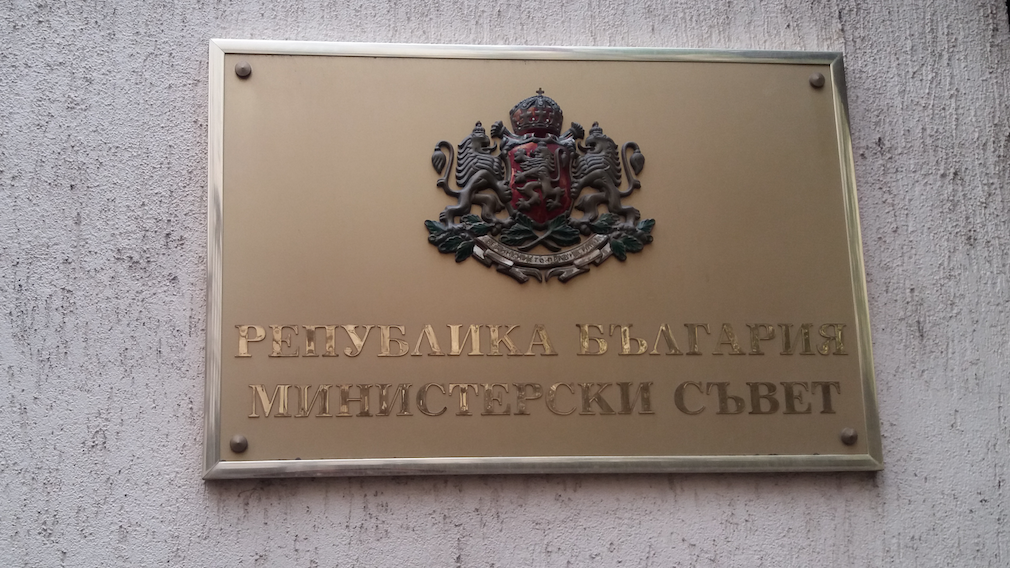 РЕПУБЛИКА БЪЛГАРИЯ
МИНИСТЕРСКИ СЪВЕТ